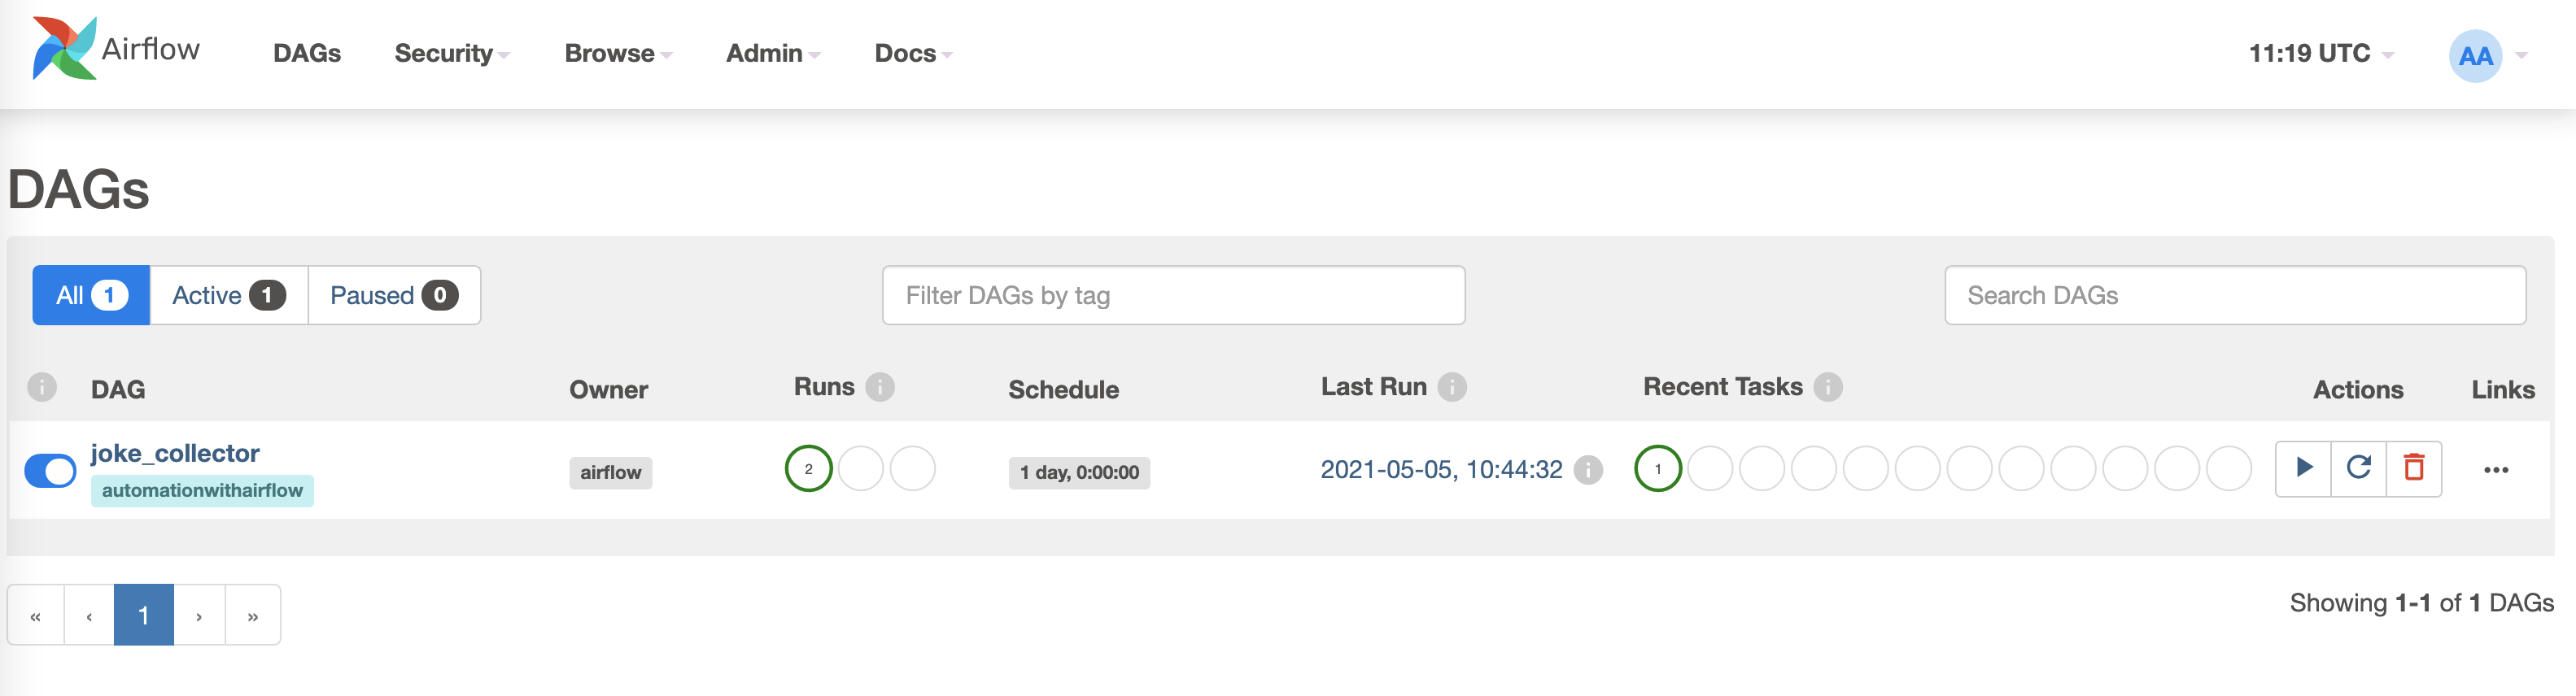 Airflow DAGs Security Browse Admin Docs 11:19 UTC AA
DAGs
All 1 Active 1 Paused 0 Filter DAGs by tag Search DAGs
i DAG Owner Runs i Schedule Last Run i Recent Tasks i Actions Links
joke_collector
automationwithairflow airflow 2 1 day, 0:00:00 2021-05-05, 10:44:32 i 1 ...
« ‹ 1 › » Showing 1-1 of 1 DAGs